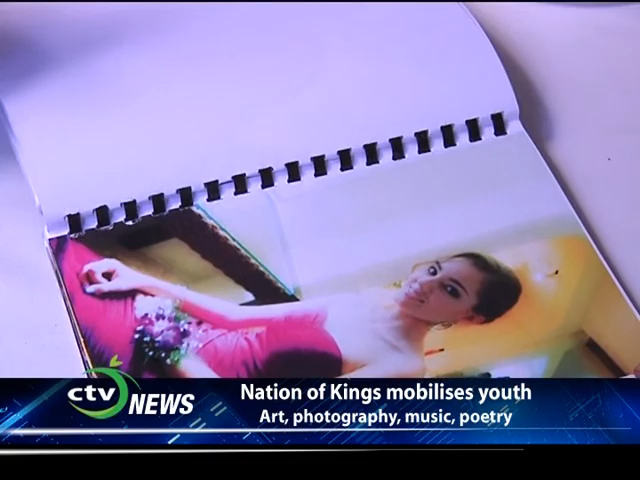 ctv NEWS
Nation of Kings mobilises youth
Art, photography, music, poetry